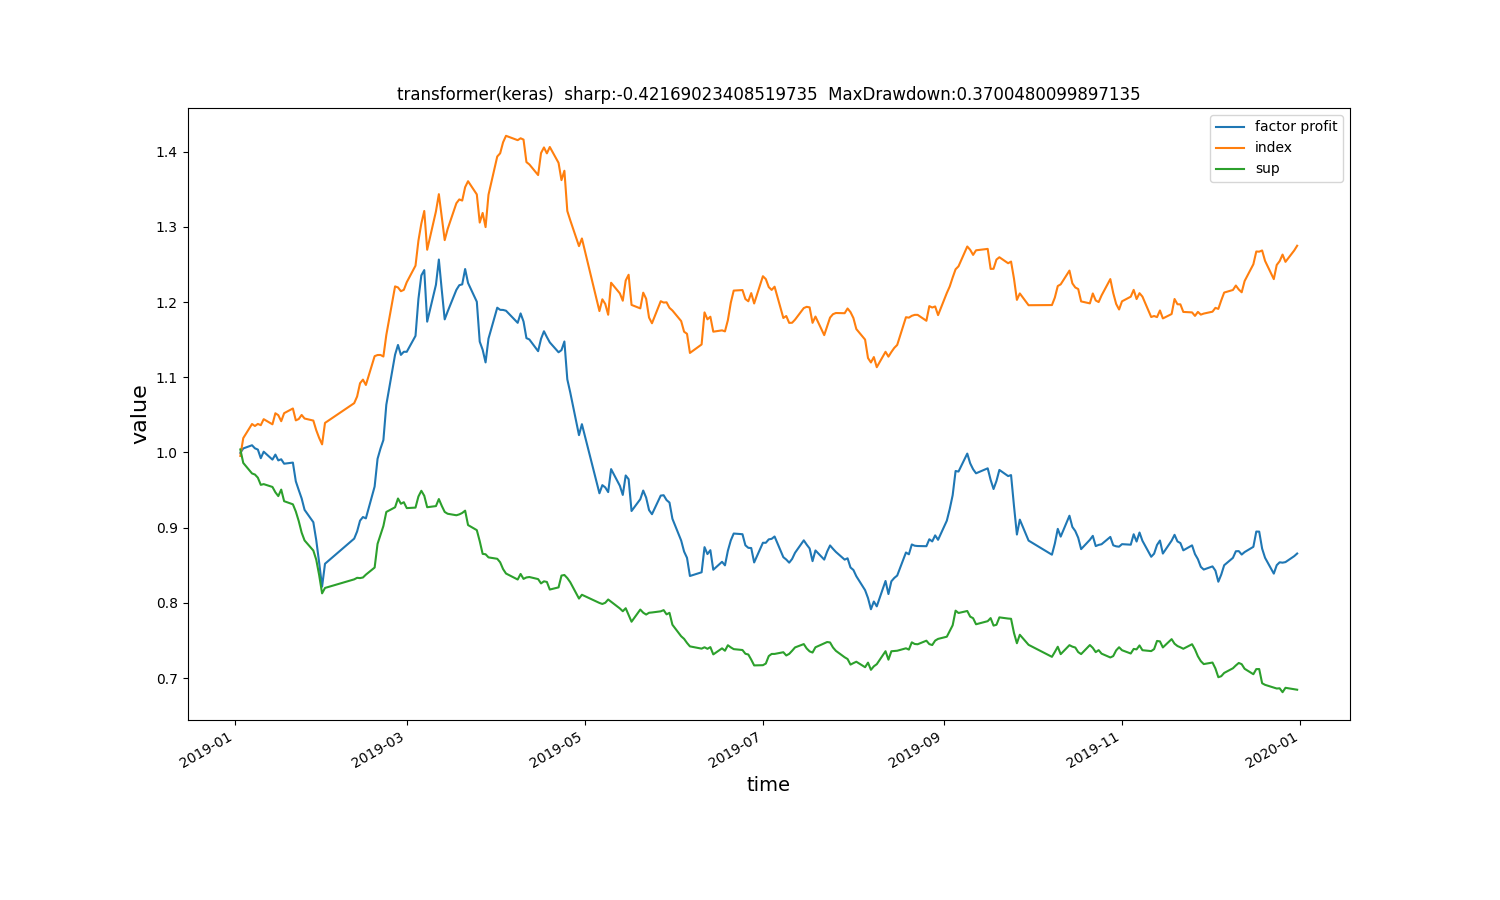 transformer(keras)  sharp:-0.42169023408519735  MaxDrawdown:0.3700480099897135
factor profit
index
sup
value
1.4
1.3
1.2
1.1
1.0
0.9
0.8
0.7
2019-01
2019-03
2019-05
2019-07
2019-09
2019-11
2020-01
time